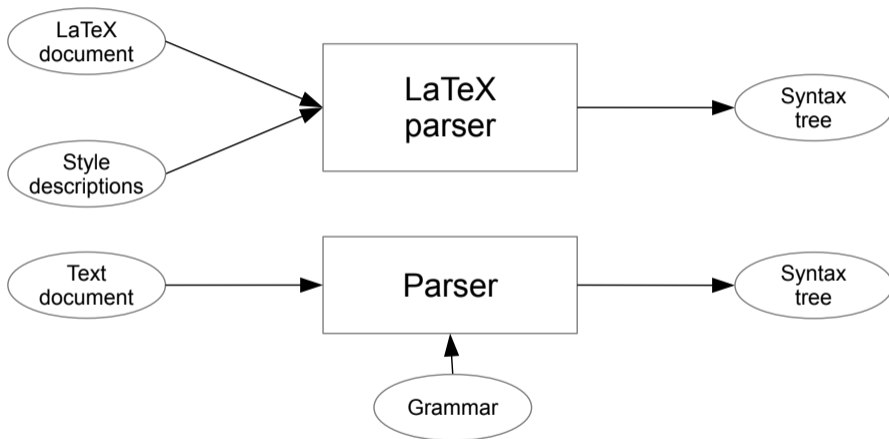 LaTeX
document
LaTeX
parser
Syntax
tree
Style
descriptions
Text
document
Parser
Syntax
tree
Grammar